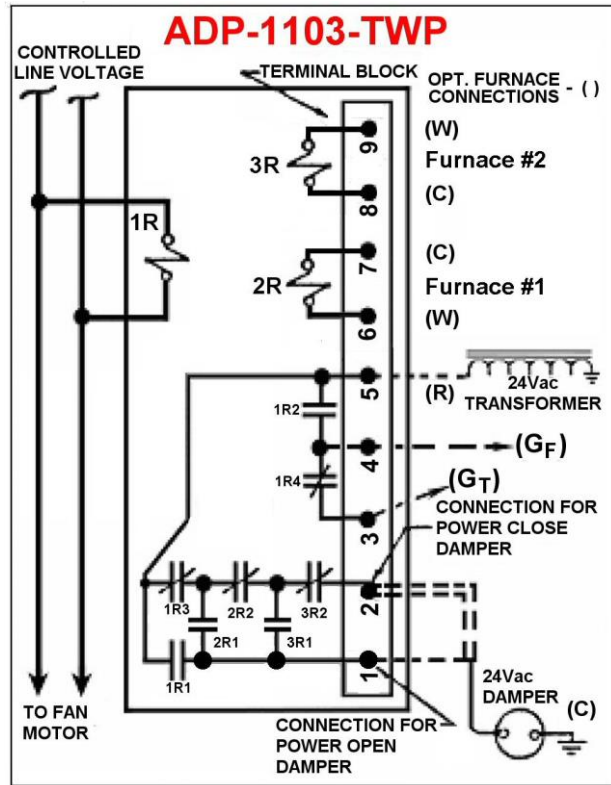 ADP-1103-TWP
CONTROLLED
LINE VOLTAGE
TERMINAL BLOCK
OPT. FURNACE
CONNECTIONS - ( )
9
(W)
3R
Furnace #2
8
(C)
1R
7
(C)
2R
Furnace #1
6
(W)
5
(R)
24Vac
TRANSFORMER
1R2
4
(GF)
1R4
(GT)
3
CONNECTION FOR
POWER CLOSE
DAMPER
2
1R3
2R2
3R2
2R1
3R1
1R1
1
24Vac
DAMPER
(C)
TO FAN
MOTOR
CONNECTION FOR
POWER OPEN
DAMPER